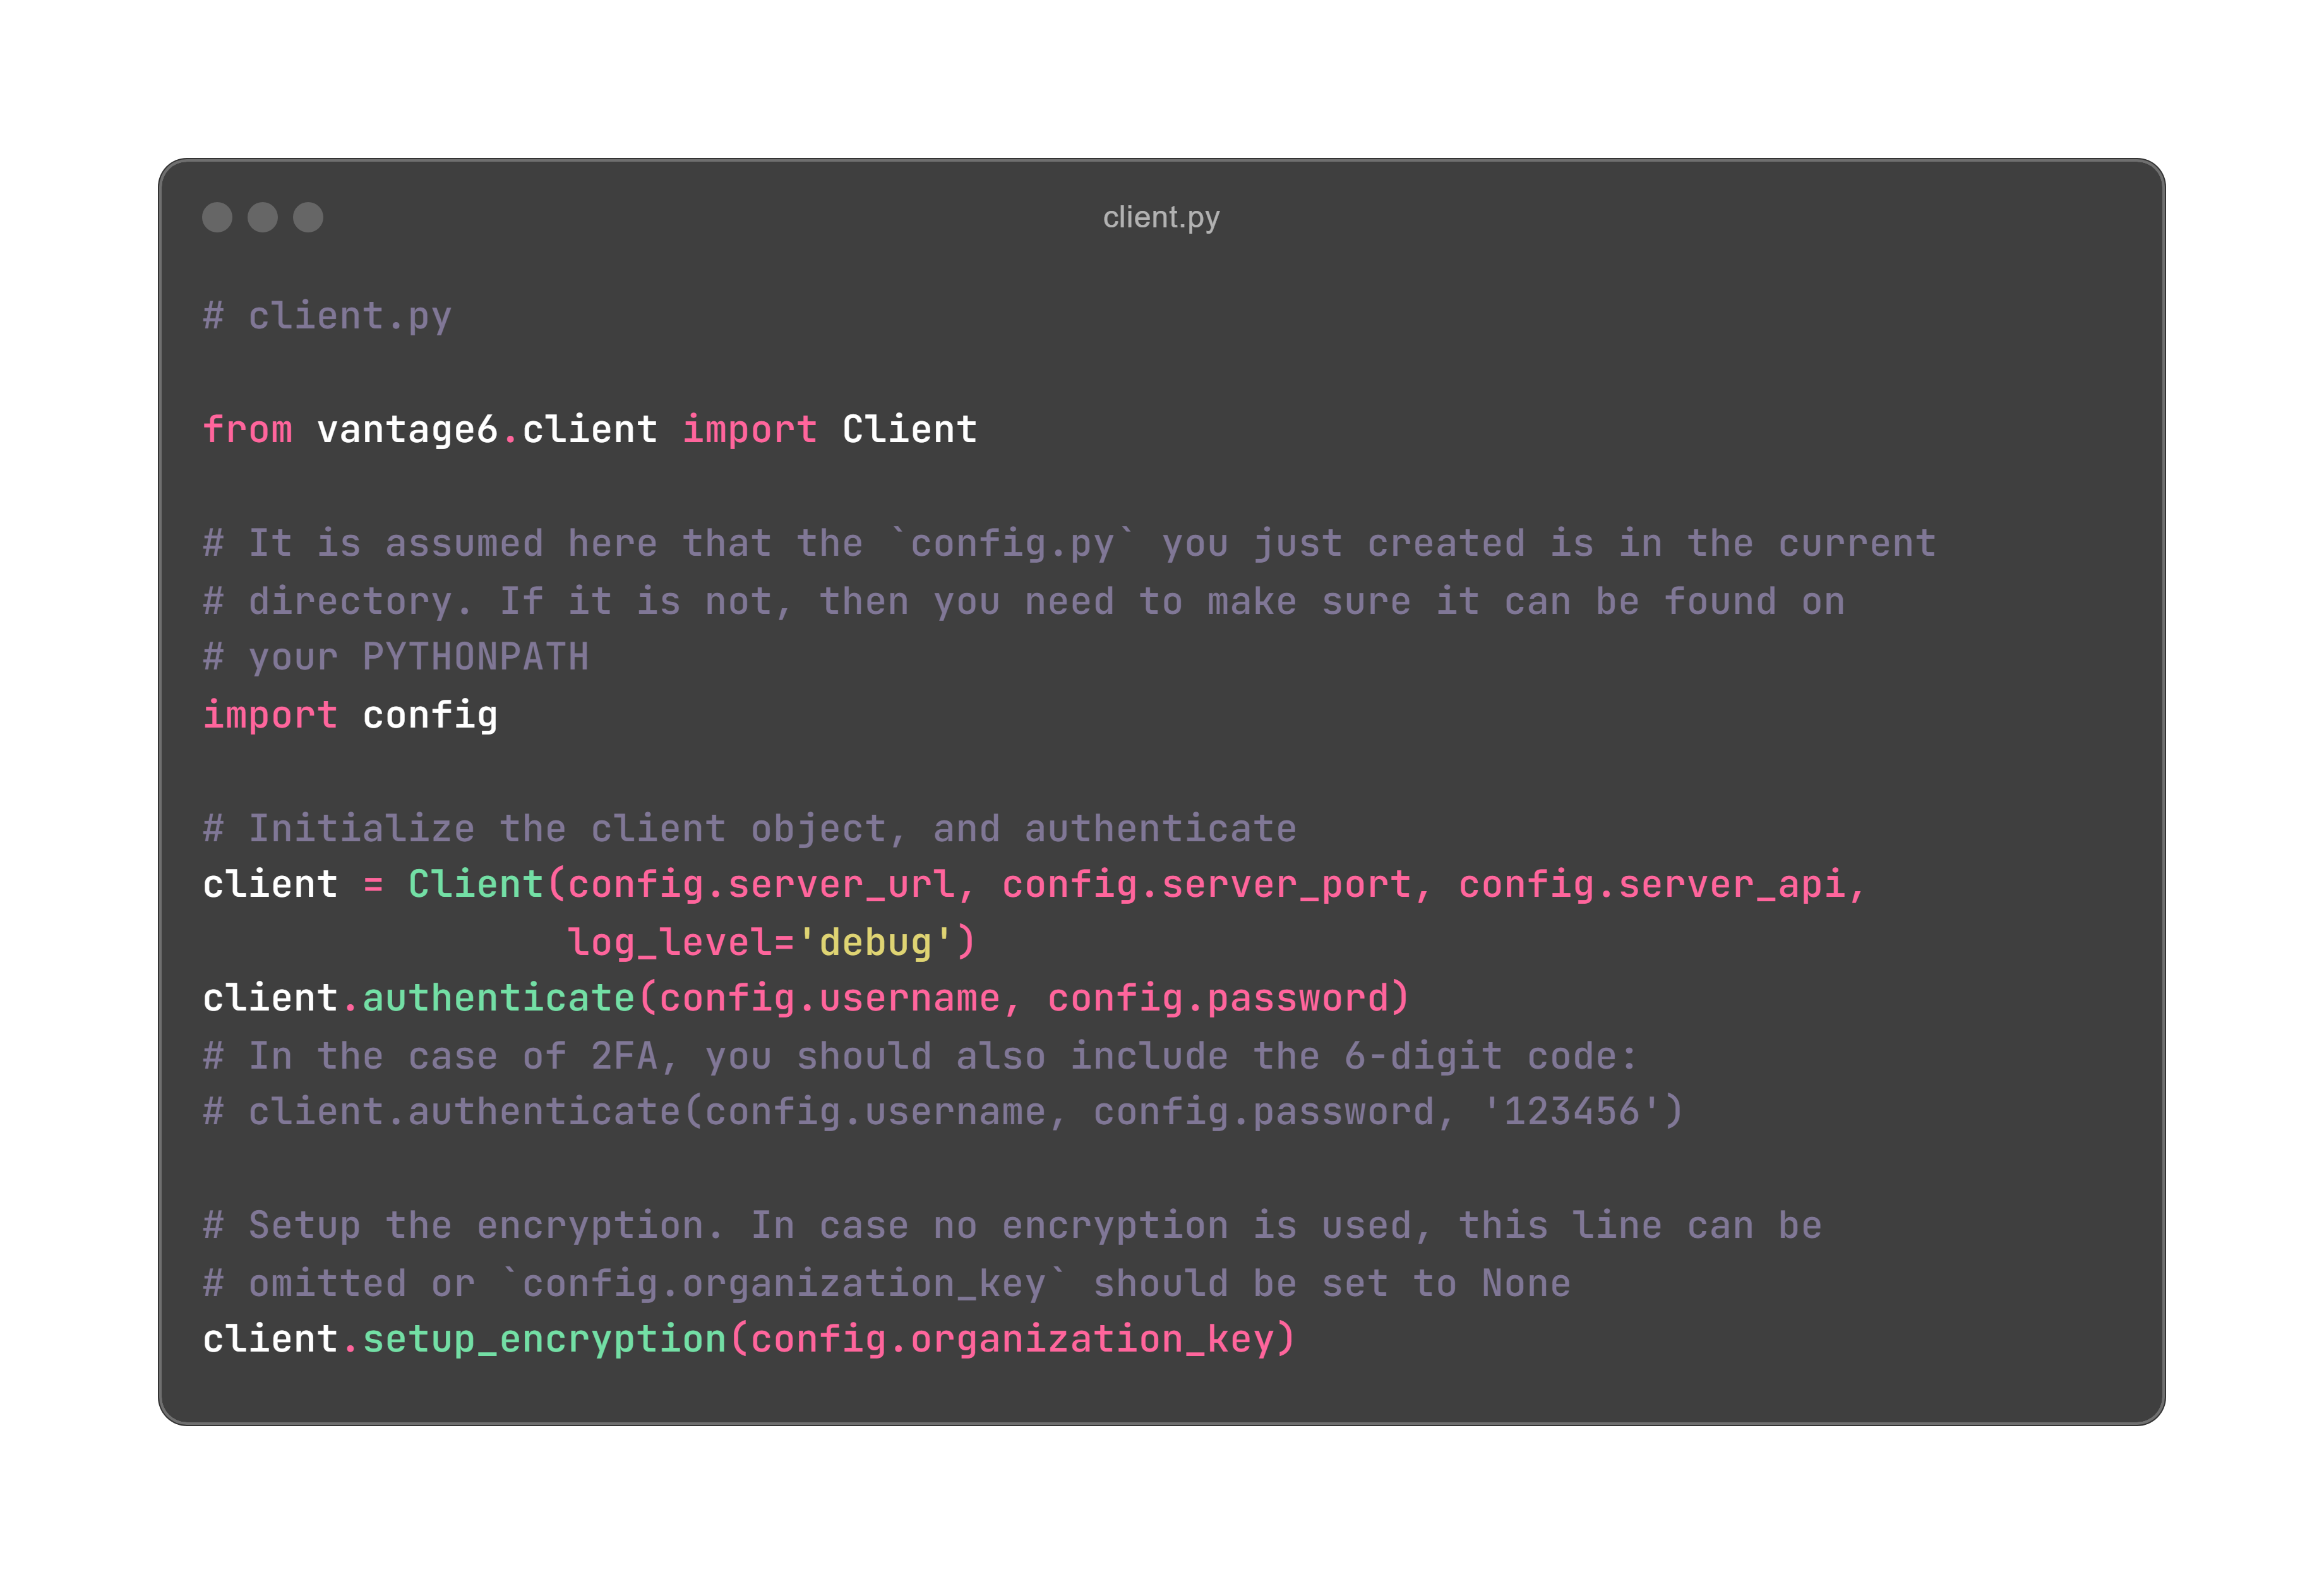 client.py
# client.py
from vantage6.client import Client
# It is assumed here that the `config.py` you just created is in the current
# directory. If it is not, then you need to make sure it can be found on
# your PYTHONPATH
import config
# Initialize the client object, and authenticate
client = Client(config.server_url, config.server_port, config.server_api,
                log_level='debug')
client.authenticate(config.username, config.password)
# In the case of 2FA, you should also include the 6-digit code:
# client.authenticate(config.username, config.password, '123456')
# Setup the encryption. In case no encryption is used, this line can be
# omitted or `config.organization_key` should be set to None
client.setup_encryption(config.organization_key)